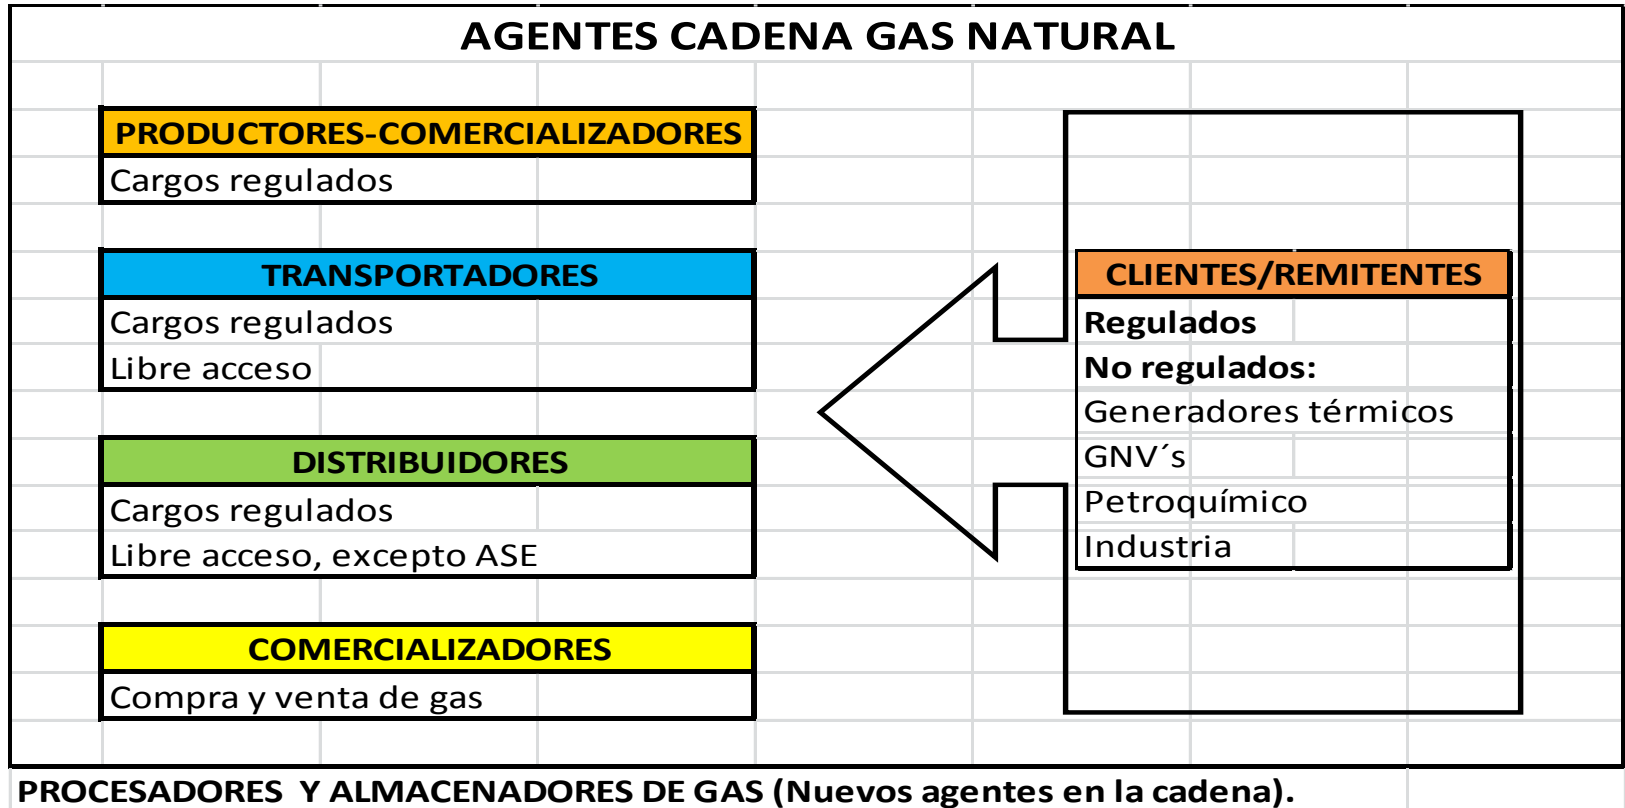 AGENTES CADENA GAS NATURAL
PRODUCTORES-COMERCIALIZADORES
Cargos regulados
TRANSPORTADORES
Cargos regulados
Libre acceso
DISTRIBUIDORES
Cargos regulados
Libre acceso, excepto ASE
COMERCIALIZADORES
Compra y venta de gas
CLIENTES/REMITENTES
Regulados
No regulados:
Generadores térmicos
GNV´s
Petroquímico
Industria
PROCESADORES Y ALMACENADORES DE GAS (Nuevos agentes en la cadena).